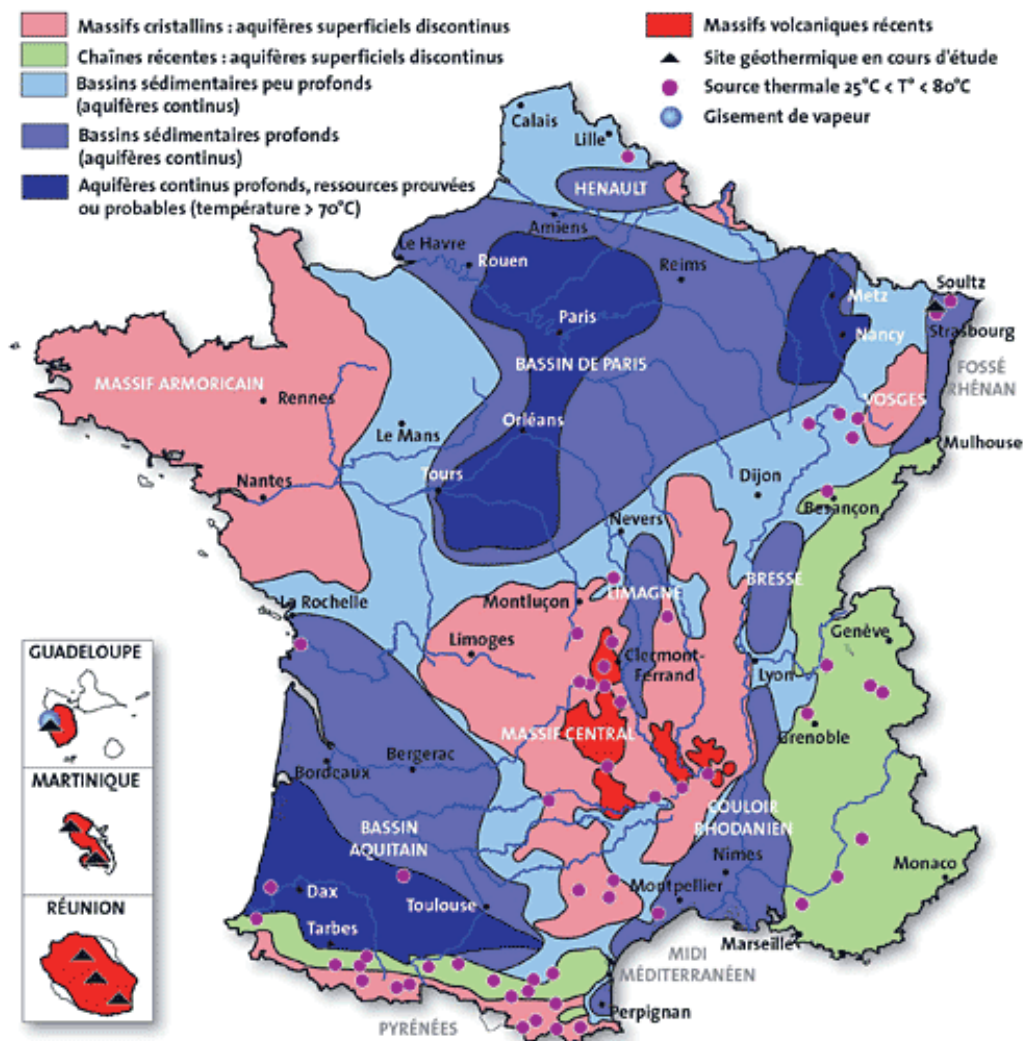 Massifs cristallins : aquifères superficiels discontinus
Chaînes récentes : aquifères superficiels discontinus
Bassins sédimentaires peu profonds
(aquifères continus)
Bassins sédimentaires profonds
(aquifères continus)
Aquifères continus profonds, ressources prouvées
ou probables (température > 70°C)
Massifs volcaniques récents
Site géothermique en cours d'étude
Source thermale 25°C < T° < 80°C
Gisement de vapeur
Calais
Lille
HENAULT
Amiens
Le Havre
Rouen
Reims
Soultz
Metz
Paris
Nancy
Strasbourg
BASSIN DE PARIS
FOSSÉ
RHÉNAN
MASSIF ARMORICAIN
Rennes
VOSGES
Le Mans
Orléans
Mulhouse
Tours
Dijon
Nantes
Besançon
Nevers
LIMAGNE
BRESSE
La Rochelle
Montluçon
Limoges
Genève
Clermont-
Ferrand
Lyon
GUADELOUPE
MASSIF CENTRAL
Grenoble
Bergerac
Bordeaux
MARTINIQUE
COULOIR
RHODANIEN
BASSIN
AQUITAIN
Nimes
Monaco
Dax
Montpellier
RÉUNION
Toulouse
Tarbes
Marseille
MIDI
MÉDITERRANÉEN
Perpignan
PYRÉNÉES